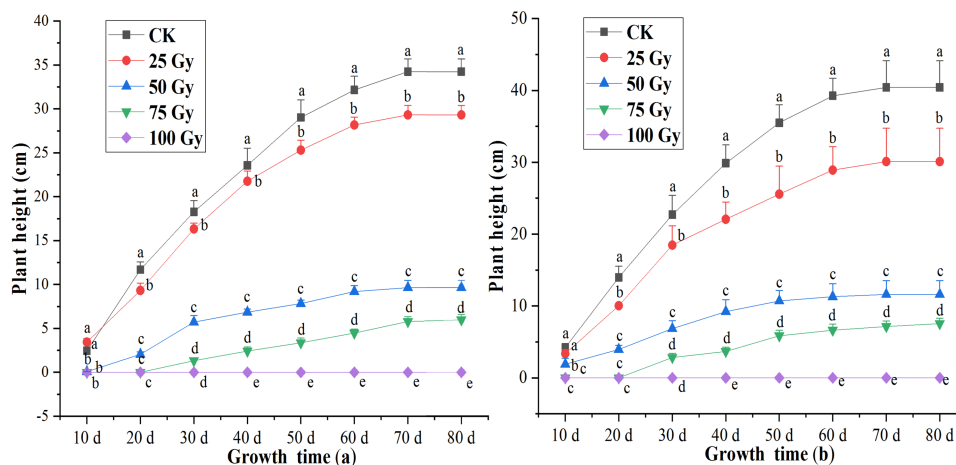 40
35
30
25
20
15
10
5
0
-5
Plant height (cm)
CK
25 Gy
50 Gy
75 Gy
100 Gy
a a a a a a a a
a b b b b b b b
b c c c c c c c
b c d d d d d d
b c d e e e e e
10 d 20 d 30 d 40 d 50 d 60 d 70 d 80 d
Growth time (a)
50
40
30
20
10
0
Plant height (cm)
CK
25 Gy
50 Gy
75 Gy
100 Gy
a a a a a a a a
a b b b b b b b
b c c c c c c c
c c d d d d d d
c c d e e e e e
10 d 20 d 30 d 40 d 50 d 60 d 70 d 80 d
Growth time (b)